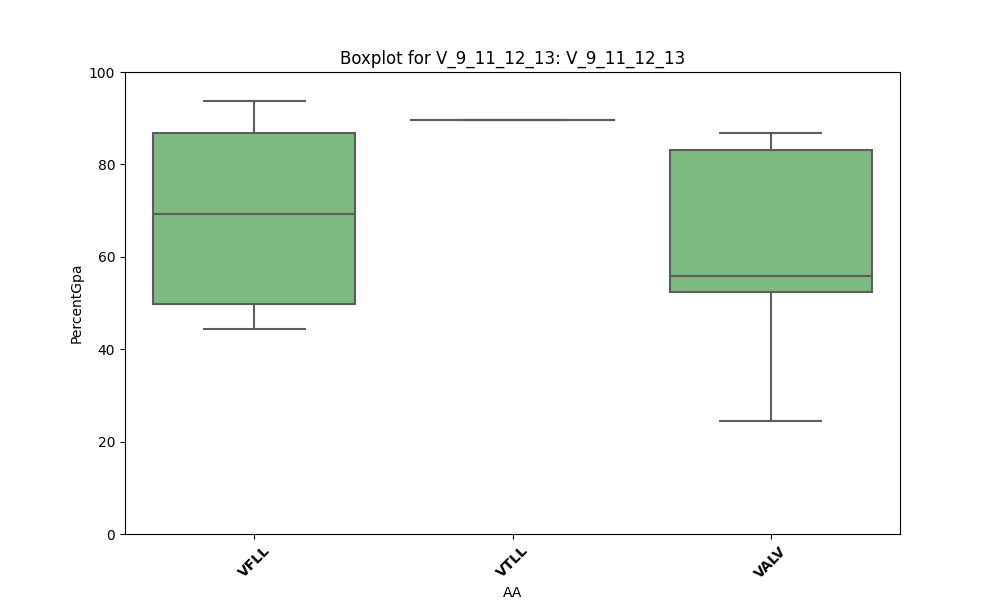 Boxplot for V_9_11_12_13: V_9_11_12_13
100
80
60
40
20
0
PercentGpa
VFLL
VTLL
VALV
AA